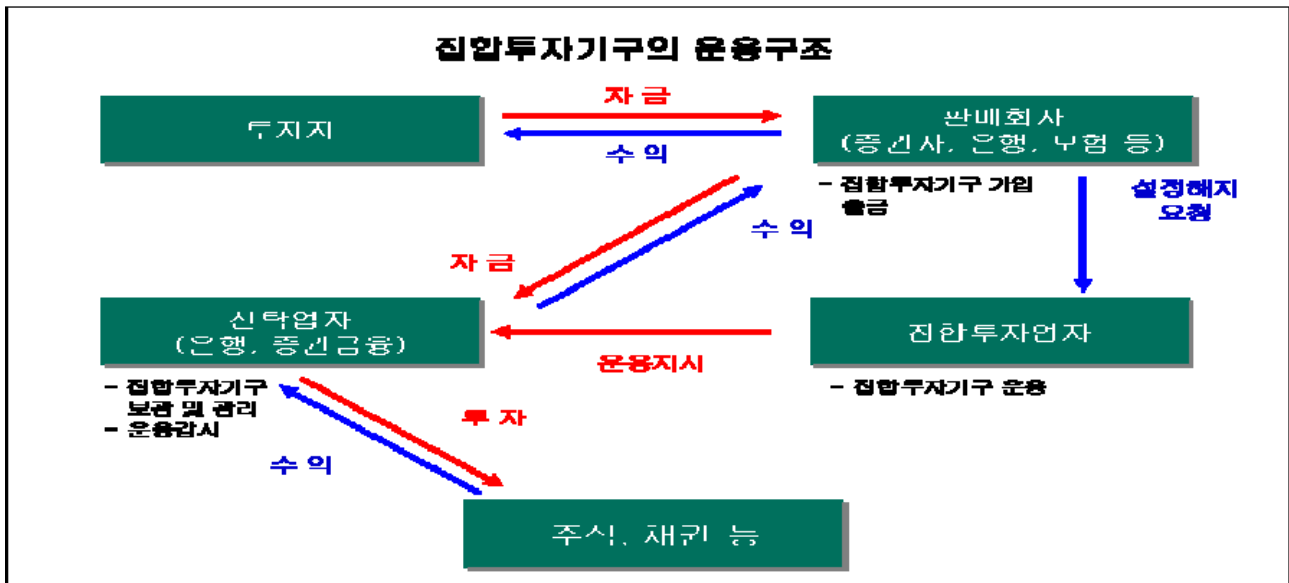 집합투자기구의 운용구조
투자자
자 금
수 익
판매회사
(증권사, 은행, 보험 등)
- 집합투자기구 가입
출금
설정해지
요청
자 금
수 익
신탁업자
(은행, 증권금융)
- 집합투자기구
보관 및 관리
- 운용감시
운용지시
집합투자업자
- 집합투자기구 운용
투 자
수 익
주식, 채권 등